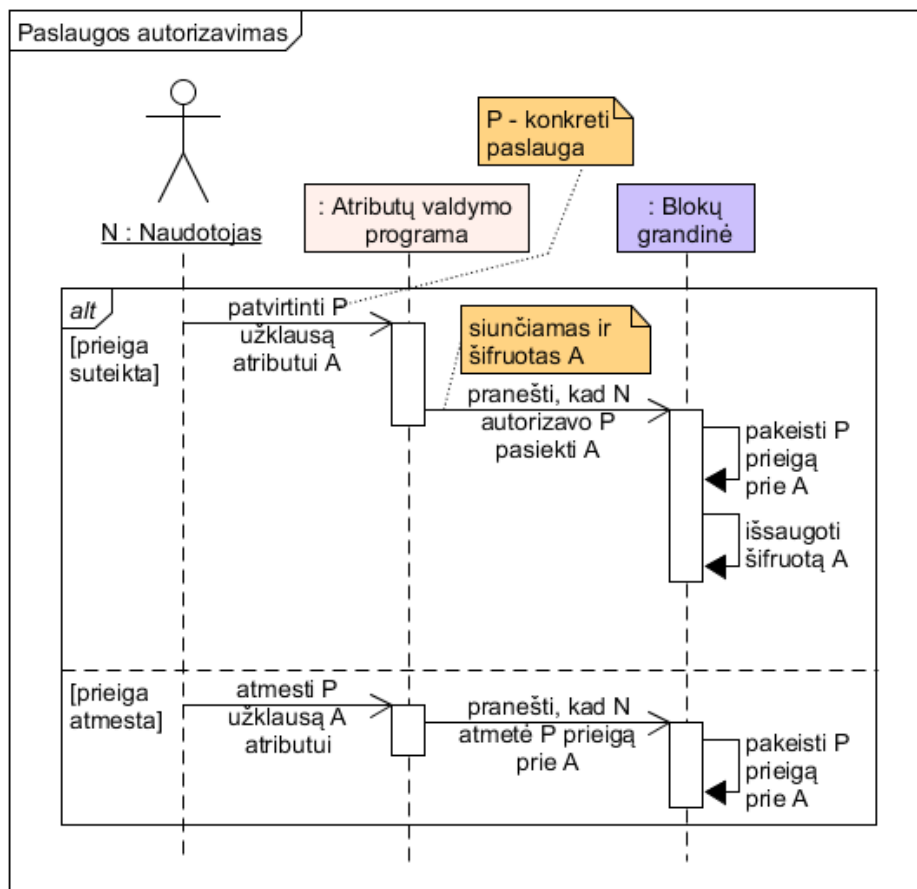 Paslaugos autorizavimas
P - konkreti
paslauga
N : Naudotojas
: Atributų valdymo
programa
: Blokų
grandinė
alt
[prieiga
suteikta]
patvirtinti P
užklausą
atributui A
siunčiamas ir
šifruotas A
pranešti, kad N
autorizavo P
pasiekti A
pakeisti P
prieigą
prie A
išsaugoti
šifruotą A
[prieiga
atmesta]
atmesti P
užklausą A
atributui
pranešti, kad N
atmetė P prieigą
prie A
pakeisti P
prieigą
prie A